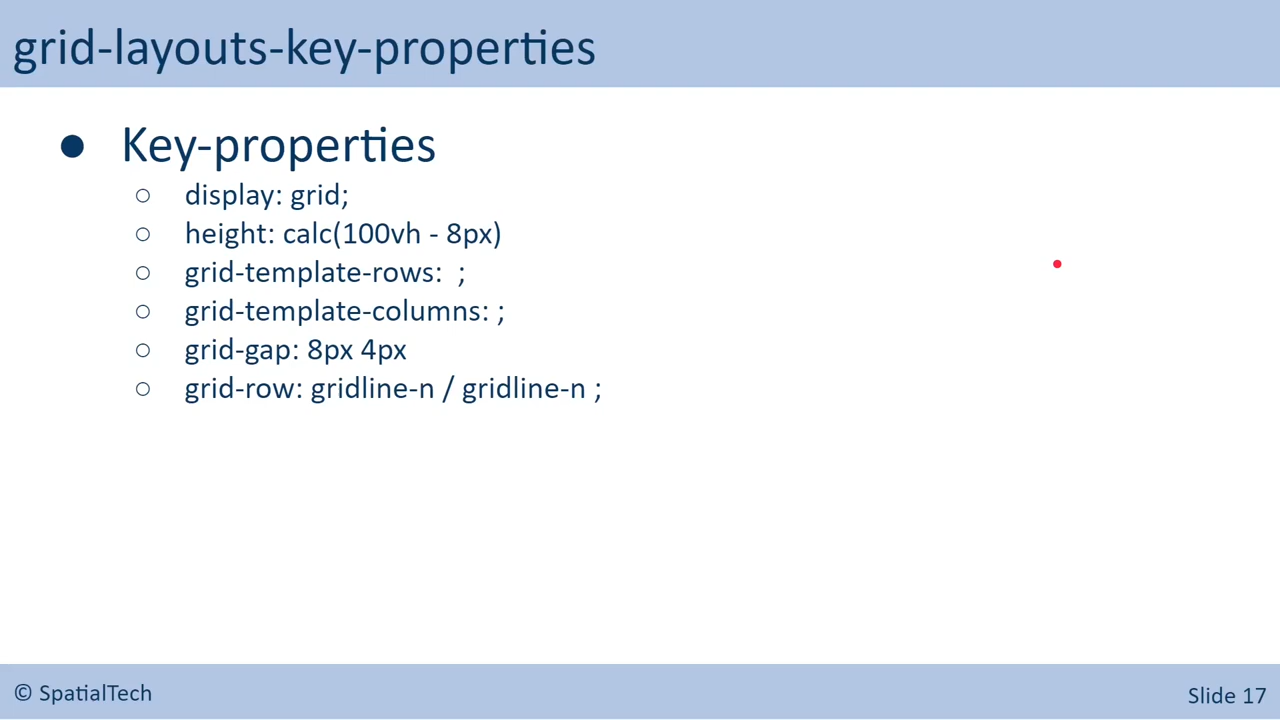 grid-layouts-key-properties
● Key-properties
○ display: grid;
○ height: calc(100vh - 8px)
○ grid-template-rows:  ;
○ grid-template-columns: ;
○ grid-gap: 8px 4px
○ grid-row: gridline-n / gridline-n ;
© SpatialTech
Slide 17